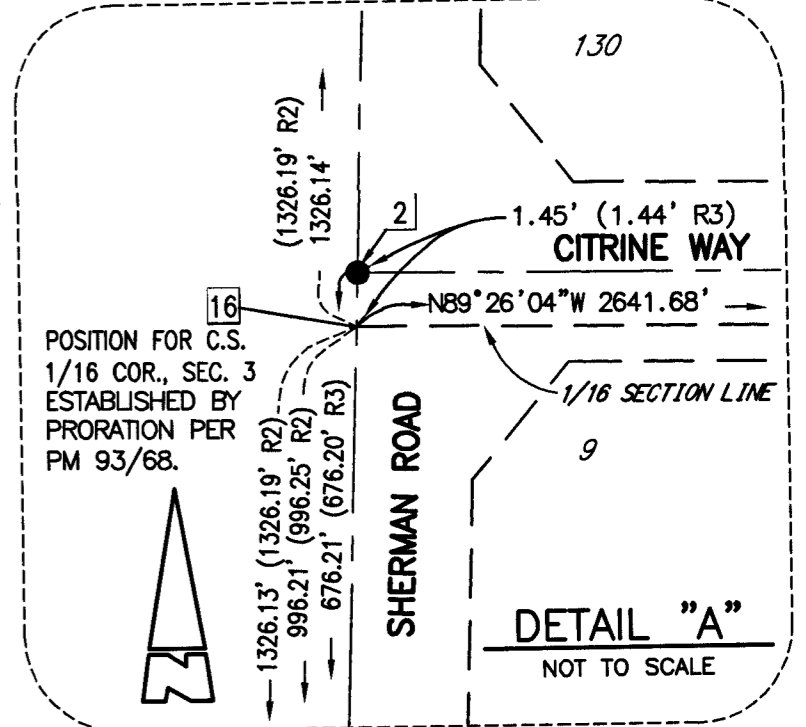 130
(1326.19' R2)
1326.14'
2
1.45' (1.44' R3)
CITRINE WAY
16
N89°26'04"W 2641.68'
POSITION FOR C.S.
1/16 COR., SEC. 3
ESTABLISHED BY
PRORATION PER
PM 93/68.
1/16 SECTION LINE
9
1326.13' (1326.19' R2)
996.21' (996.25' R2)
676.21' (676.20' R3)
SHERMAN ROAD
N
DETAIL "A"
NOT TO SCALE